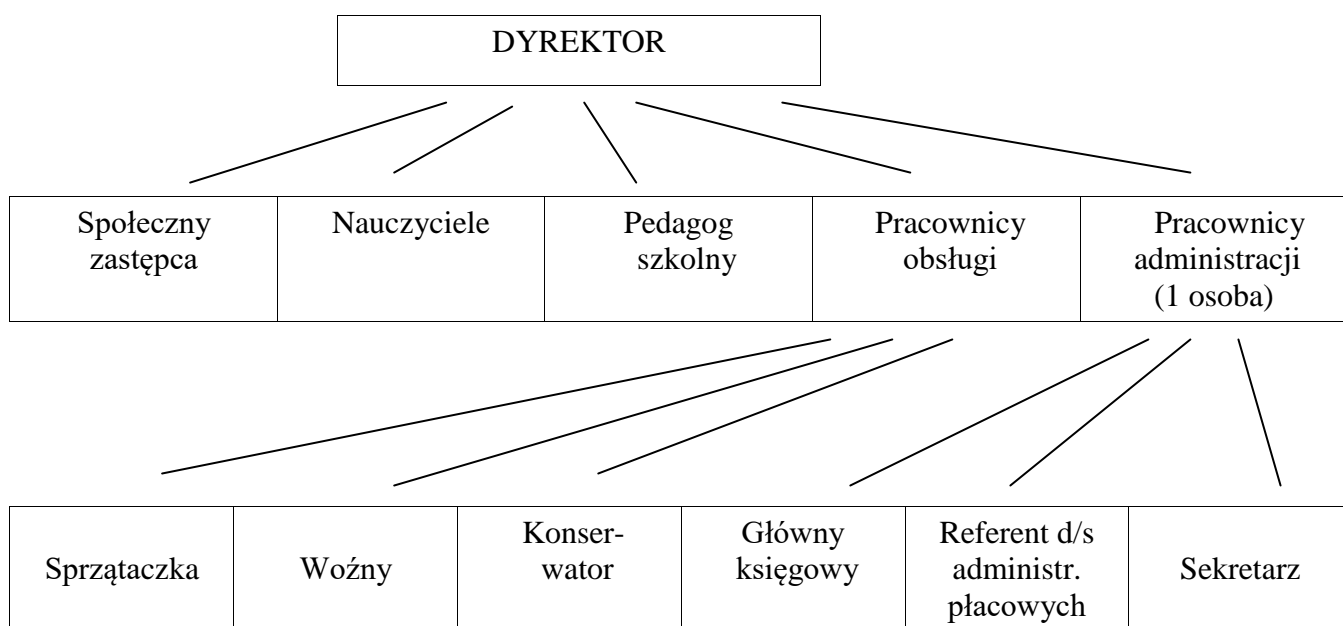 DYREKTOR
Społeczny
zastępca
Nauczyciele
Pedagog
szkolny
Pracownicy
obsługi
Pracownicy
administracji
(1 osoba)
Sprzątaczka
Woźny
Konser-
wator
Główny
księgowy
Referent d/s
administr.
płacowych
Sekretarz